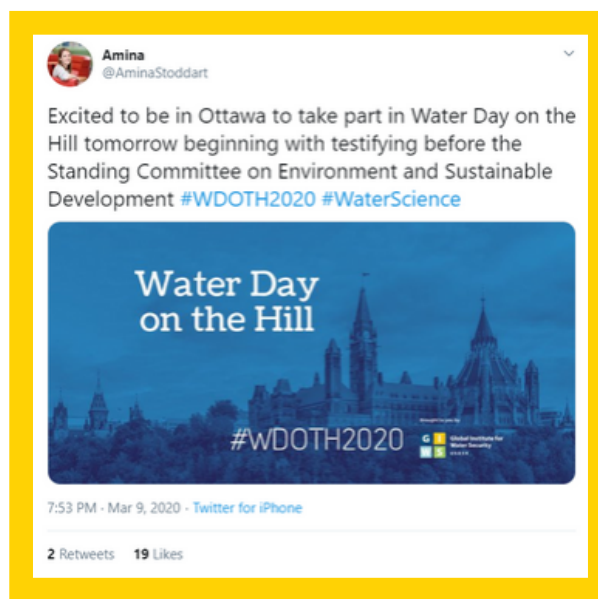 Amina
@AminaStoddart
Excited to be in Ottawa to take part in Water Day on the
Hill tomorrow beginning with testifying before the
Standing Committee on Environment and Sustainable
Development #WDOTH2020 #WaterScience
Water Day
on the Hill
#WDOTH2020
G I
W S
Global Institute for
Water Security
7:53 PM · Mar 9, 2020 · Twitter for iPhone
2 Retweets 19 Likes